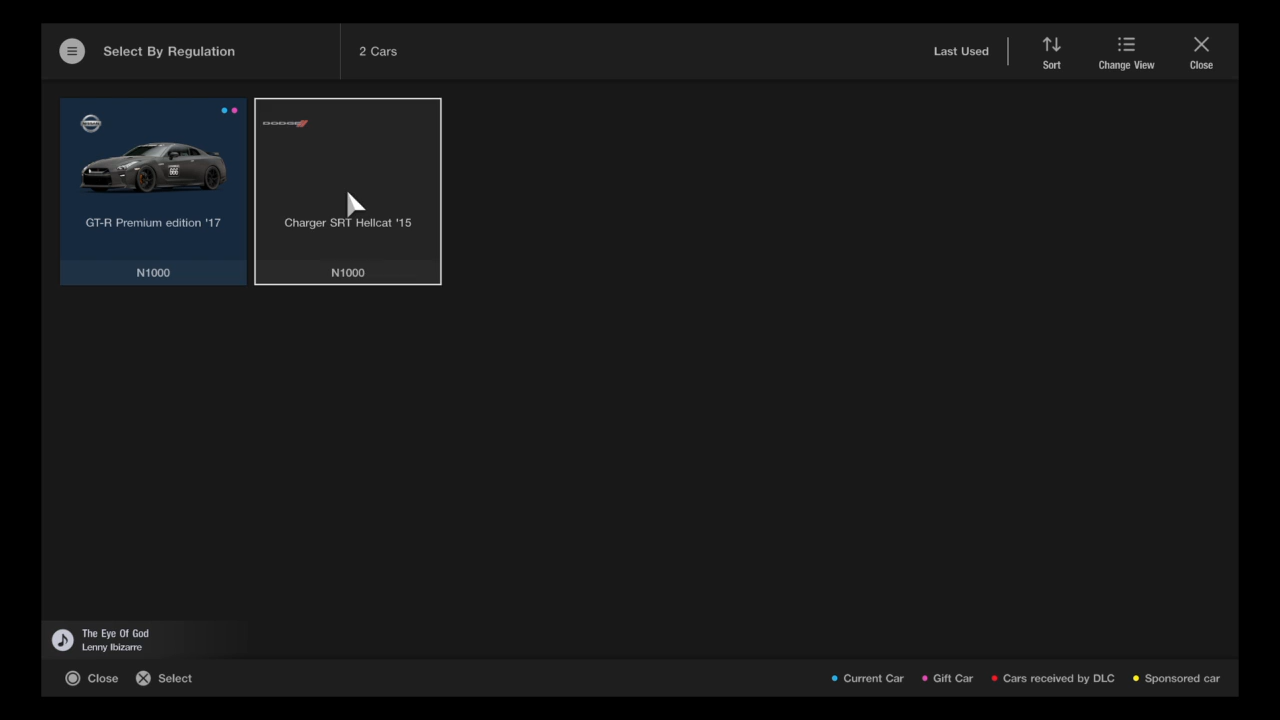 Select By Regulation
2 Cars
Last Used
Sort
Change View
Close
NISSAN
GT-R Premium edition '17
N1000
DODGE
Charger SRT Hellcat '15
N1000
The Eye Of God
Lenny Ibizarre
Close
Select
Current Car
Gift Car
Cars received by DLC
Sponsored car